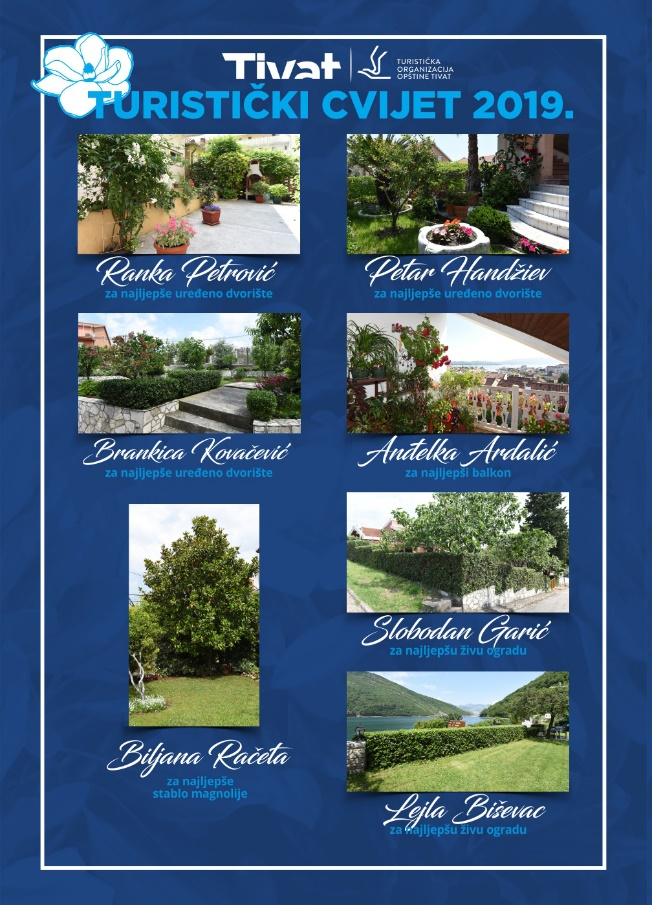 Tivat
TURISTIČKA
ORGANIZACIJA
OPŠTINE TIVAT
TURISTIČKI CVIJET 2019.
Ranka Petrović
za najljepše uređeno dvorište
Petar Handžiev
za najljepše uređeno dvorište
Brankica Kovačević
za najljepše uređeno dvorište
Anđelka Ardalić
za najljepši balkon
Slobodan Garić
za najljepšu živu ogradu
Biljana Račeta
za najljepše
stablo magnolije
Lejla Biševac
za najljepšu živu ogradu